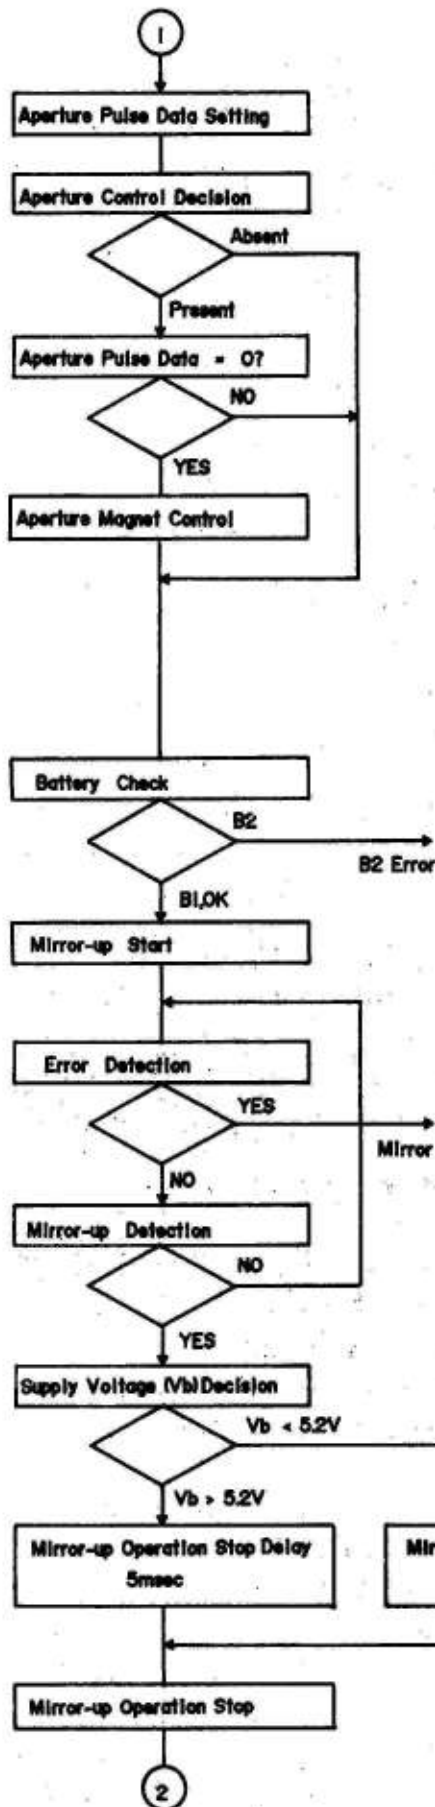 1
Aperture Pulse Data Setting
Aperture Control Decision
Absent
Present
Aperture Pulse Data = 0?
NO
YES
Aperture Magnet Control
Battery Check
B2
B2 Error
B1,OK
Mirror-up Start
Error Detection
YES
Mirror
NO
Mirror-up Detection
NO
YES
Supply Voltage (Vb) Decision
Vb < 5.2V
Vb > 5.2V
Mirror-up Operation Stop Delay
5msec
Mir
Mirror-up Operation Stop
2